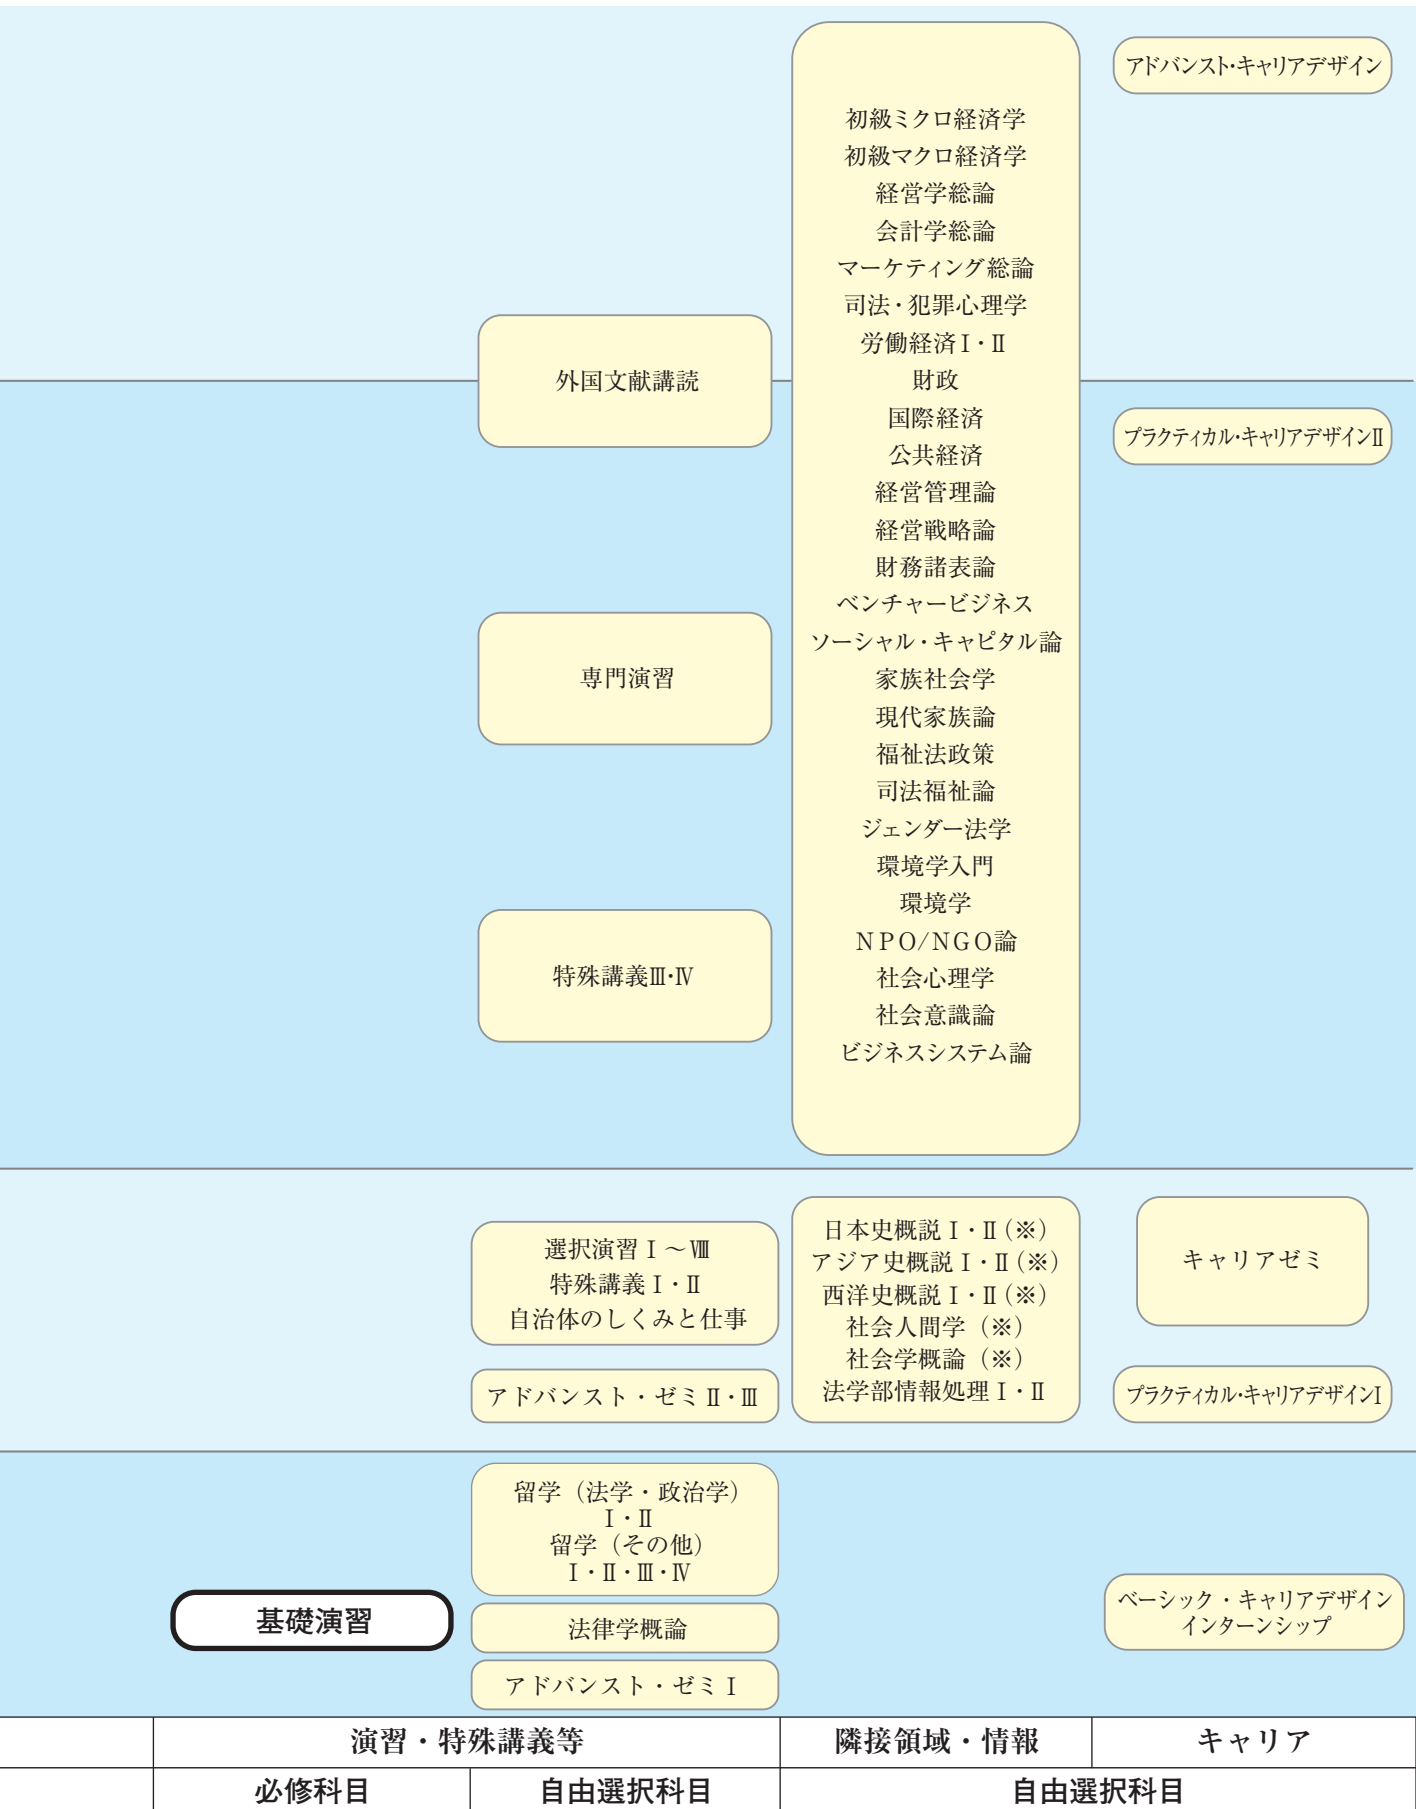 アドバンスト・キャリアデザイン
初級ミクロ経済学
初級マクロ経済学
経営学総論
会計学総論
マーケティング総論
司法・犯罪心理学
労働経済Ⅰ・Ⅱ
財政
国際経済
公共経済
経営管理論
経営戦略論
財務諸表論
ベンチャービジネス
ソーシャル・キャピタル論
家族社会学
現代家族論
福祉法政策
司法福祉論
ジェンダー法学
環境学入門
環境学
NPO/NGO論
社会心理学
社会意識論
ビジネスシステム論
外国文献講読
プラクティカル・キャリアデザインⅡ
専門演習
特殊講義Ⅲ・Ⅳ
選択演習Ⅰ～Ⅷ
特殊講義Ⅰ・Ⅱ
自治体のしくみと仕事
アドバンスト・ゼミⅡ・Ⅲ
日本史概説Ⅰ・Ⅱ（※）
アジア史概説Ⅰ・Ⅱ（※）
西洋史概説Ⅰ・Ⅱ（※）
社会人間学（※）
社会学概論（※）
法学部情報処理Ⅰ・Ⅱ
キャリアゼミ
プラクティカル・キャリアデザインⅠ
留学（法学・政治学）
Ⅰ・Ⅱ
留学（その他）
Ⅰ・Ⅱ・Ⅲ・Ⅳ
基礎演習
法律学概論
アドバンスト・ゼミⅠ
ベーシック・キャリアデザイン
インターンシップ
演習・特殊講義等
隣接領域・情報
キャリア
必修科目
自由選択科目
自由選択科目